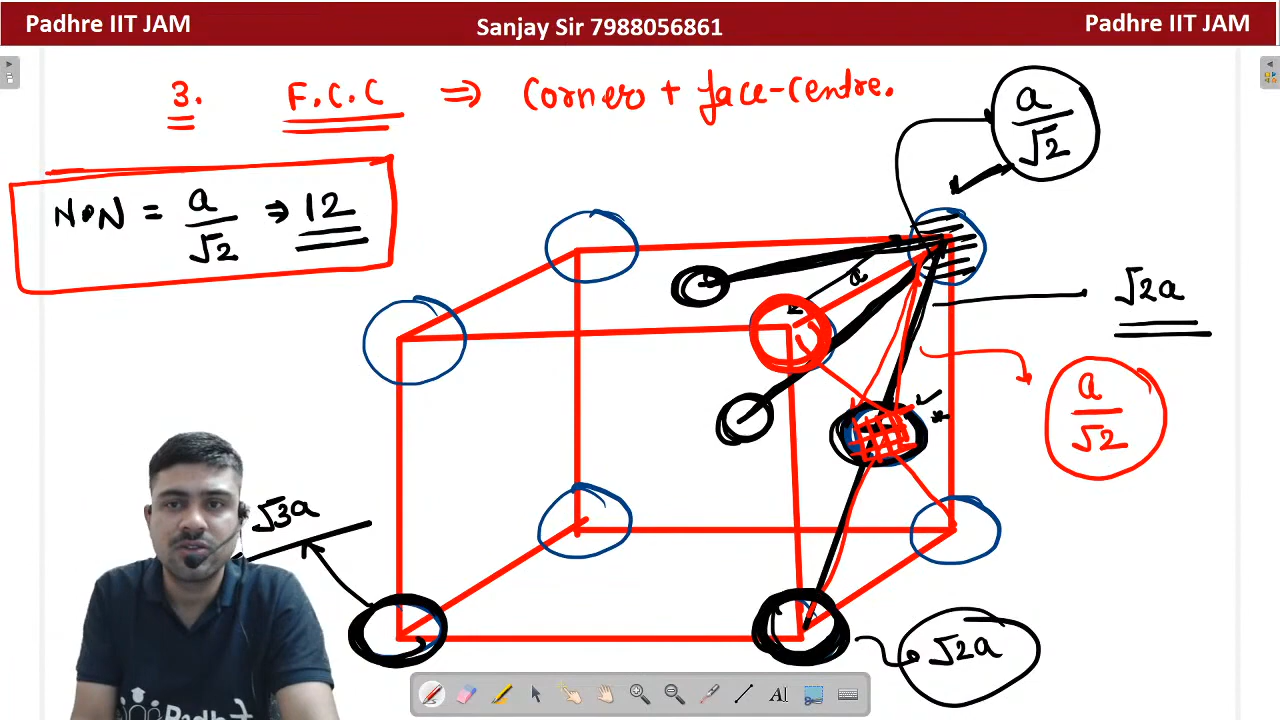 Padhre IIT JAM
Sanjay Sir 7988056861
Padhre IIT JAM
3. F.C.C ⇒ Corners + face-centre.
a/√2
N.N = a/√2 ⇒ 12
a
√2a
a/√2
√3a
√2a
AI